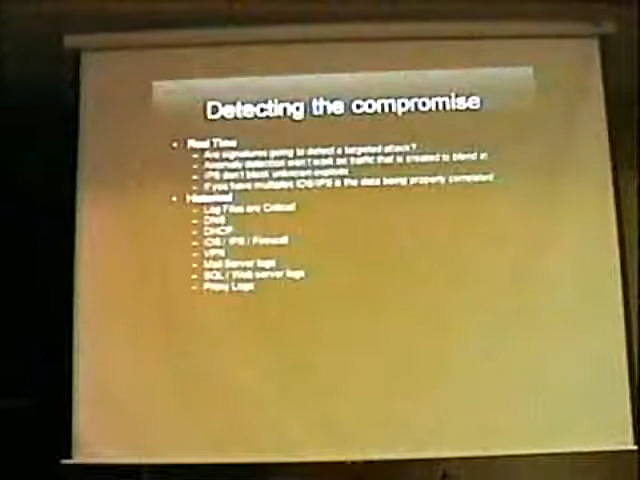 Detecting the compromise
Real Time
Are signatures going to detect a targeted attack?
Anomaly detection won't work on traffic that is created to blend in
IPS don't block unknown exploits
If you have multiples IDS/IPS is the data being properly correlated
Historical
Log Files are Critical
DNS
DHCP
IDS / IPS / Firewall
VPN
Mail Server logs
SQL / Web server logs
Proxy Logs